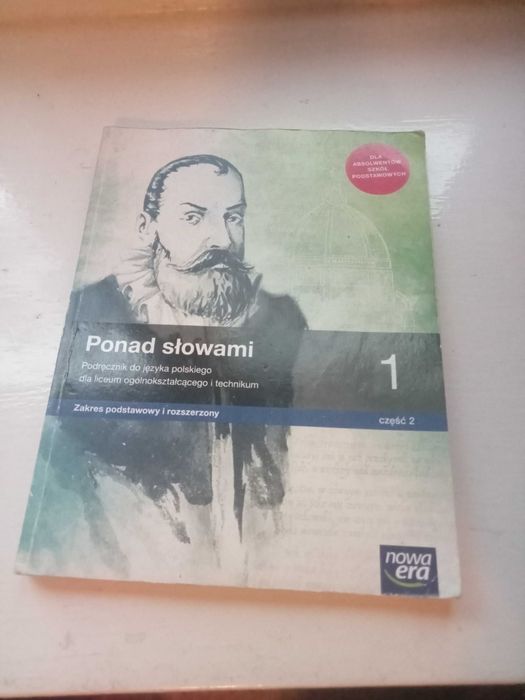 DLA
ABSOLWENTÓW
SZKÓŁ
PODSTAWOWYCH
Ponad słowami
Podręcznik do języka polskiego
dla liceum ogólnokształcącego i technikum
1
Zakres podstawowy i rozszerzony
część 2
nowa
era